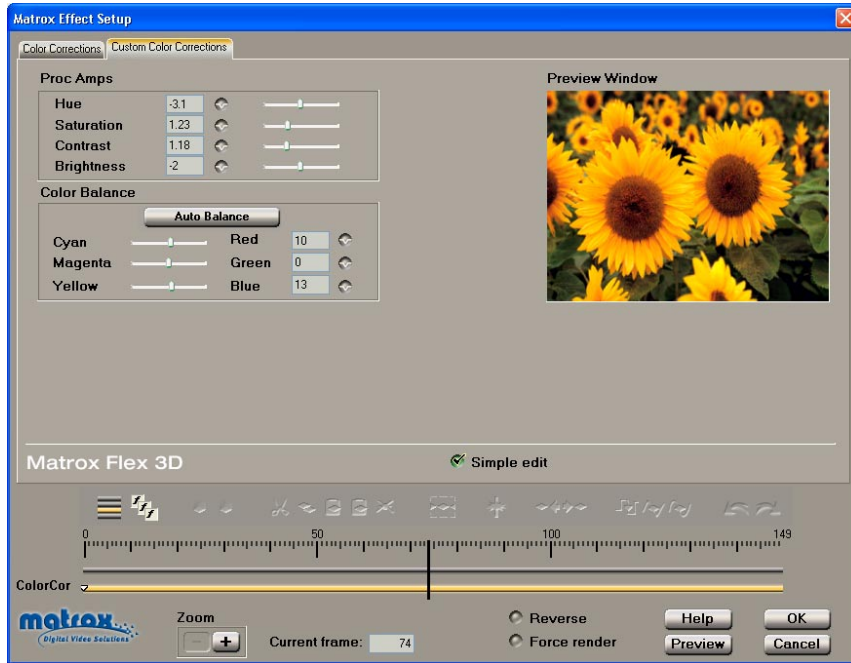 Matrox Effect Setup
Color Corrections Custom Color Corrections
Proc Amps
Hue -3.1
Saturation 1.23
Contrast 1.18
Brightness -2
Color Balance
Auto Balance
Cyan Red 10
Magenta Green 0
Yellow Blue 13
Preview Window
Matrox Flex 3D
Simple edit
fff
0 50 100 149
ColorCor
matrox
Digital Video Solutions
Zoom
- +
Current frame: 74
Reverse
Force render
Help OK
Preview Cancel